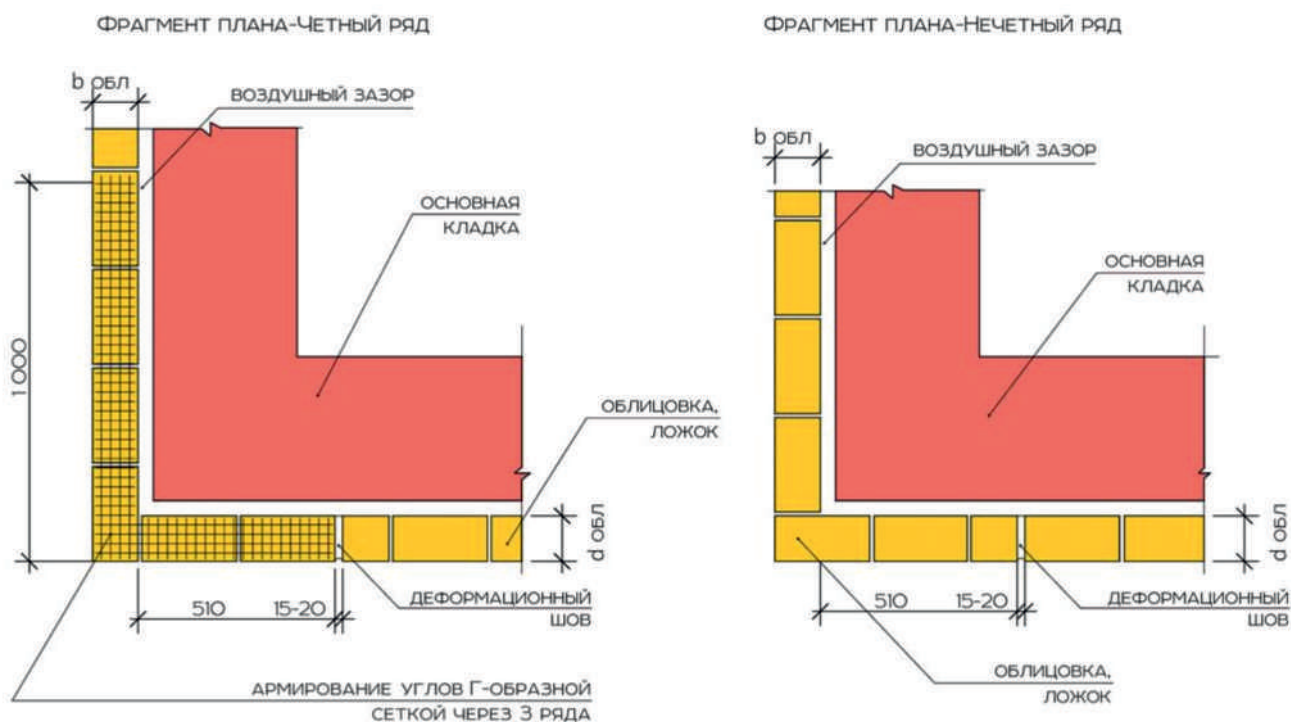 ФРАГМЕНТ ПЛАНА-ЧЕТНЫЙ РЯД
b ОБЛ
ВОЗДУШНЫЙ ЗАЗОР
ОСНОВНАЯ
КЛАДКА
1000
ОБЛИЦОВКА,
ЛОЖОК
d ОБЛ
510
15-20
ДЕФОРМАЦИОННЫЙ
ШОВ
АРМИРОВАНИЕ УГЛОВ Г-ОБРАЗНОЙ
СЕТКОЙ ЧЕРЕЗ 3 РЯДА
ФРАГМЕНТ ПЛАНА-НЕЧЕТНЫЙ РЯД
b ОБЛ
ВОЗДУШНЫЙ ЗАЗОР
ОСНОВНАЯ
КЛАДКА
d ОБЛ
510
15-20
ДЕФОРМАЦИОННЫЙ
ШОВ
ОБЛИЦОВКА,
ЛОЖОК